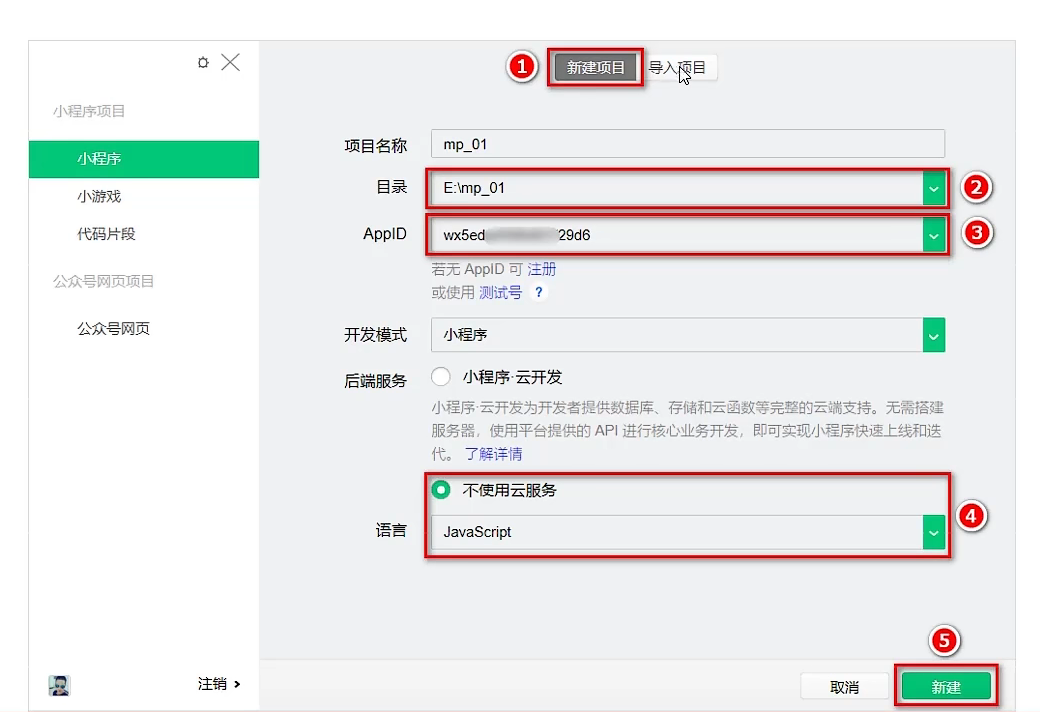 小程序项目
小程序
小游戏
代码片段
公众号网页项目
公众号网页
注销 >
1 新建项目 导入项目
项目名称 mp_01
目录 E:\mp_01 2
AppID wx5ed 29d6 3
若无 AppID 可 注册
或使用 测试号 ?
开发模式 小程序
后端服务 小程序·云开发
小程序·云开发为开发者提供数据库、存储和云函数等完整的云端支持。无需搭建
服务器，使用平台提供的 API 进行核心业务开发，即可实现小程序快速上线和迭
代。 了解详情
不使用云服务
4
语言 JavaScript
5
取消 新建